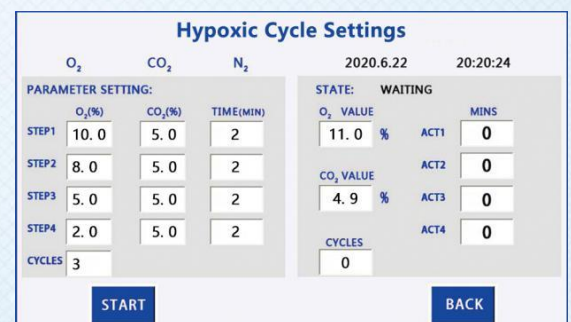 Hypoxic Cycle Settings
O₂ CO₂ N₂ 2020.6.22 20:20:24
PARAMETER SETTING:
O₂(%) CO₂(%) TIME(MIN)
STEP1 10.0 5.0 2
STEP2 8.0 5.0 2
STEP3 5.0 5.0 2
STEP4 2.0 5.0 2
CYCLES 3
STATE: WAITING
O₂ VALUE MINS
11.0 % ACT1 0
ACT2 0
CO₂ VALUE
4.9 % ACT3 0
ACT4 0
CYCLES
0
START BACK